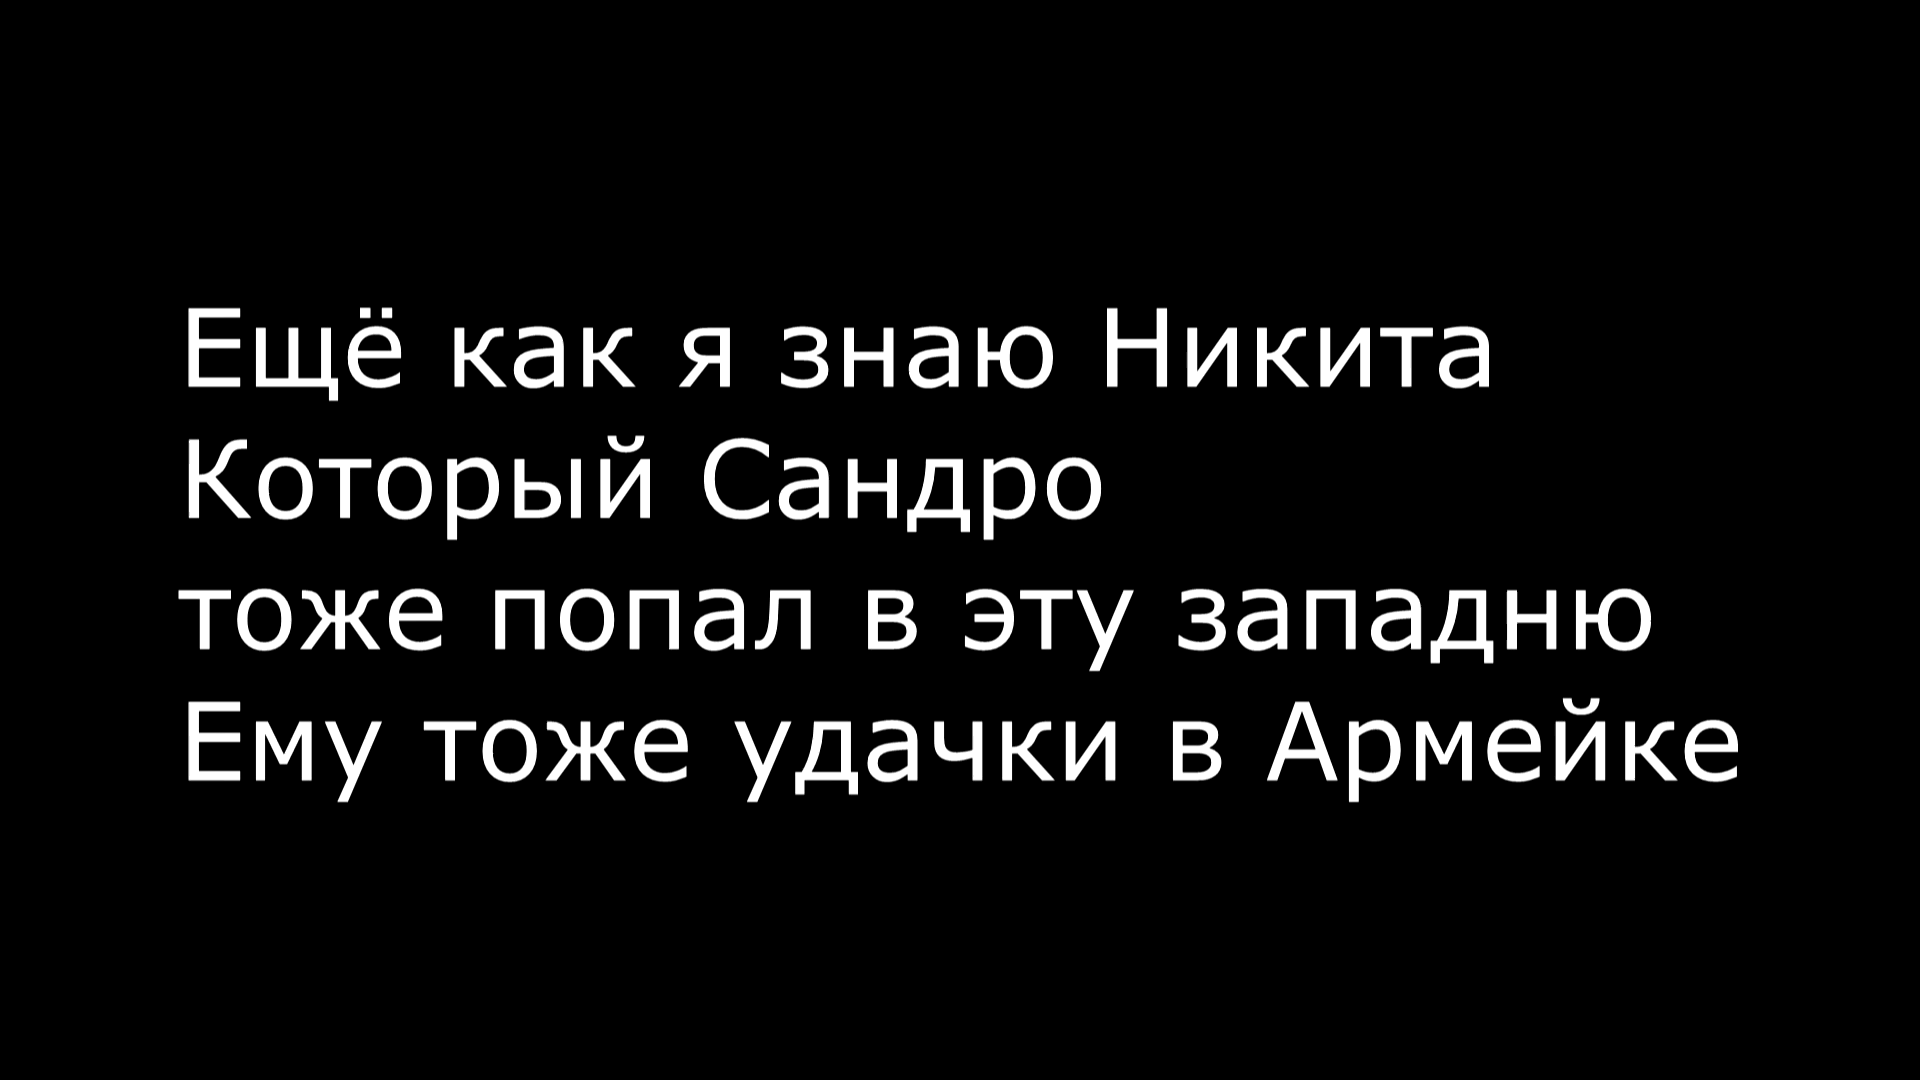 Ещё как я знаю Никита
Который Сандро
тоже попал в эту западню
Ему тоже удачки в Армейке